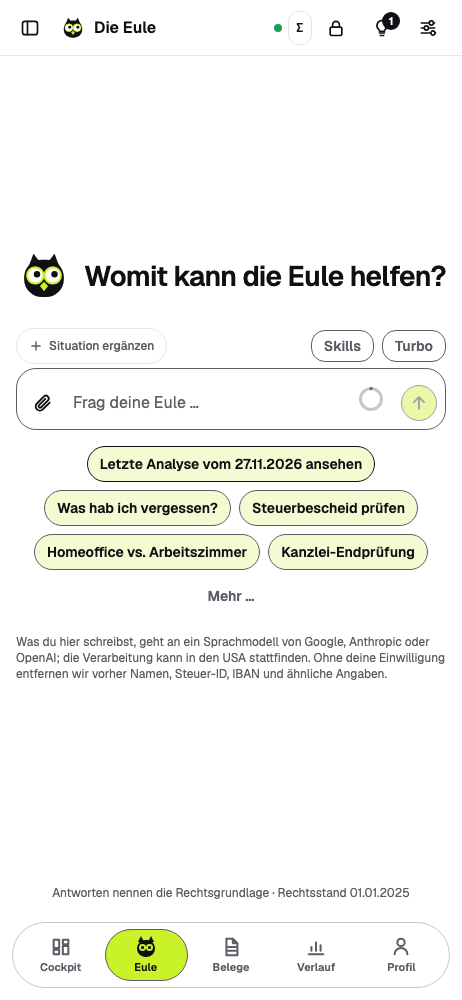 Die Eule
Σ
1
Womit kann die Eule helfen?
+ Situation ergänzen
Skills
Turbo
Frag deine Eule ...
Letzte Analyse vom 27.11.2026 ansehen
Was hab ich vergessen?
Steuerbescheid prüfen
Homeoffice vs. Arbeitszimmer
Kanzlei-Endprüfung
Mehr ...
Was du hier schreibst, geht an ein Sprachmodell von Google, Anthropic oder
OpenAI; die Verarbeitung kann in den USA stattfinden. Ohne deine Einwilligung
entfernen wir vorher Namen, Steuer-ID, IBAN und ähnliche Angaben.
Antworten nennen die Rechtsgrundlage · Rechtsstand 01.01.2025
Cockpit
Eule
Belege
Verlauf
Profil